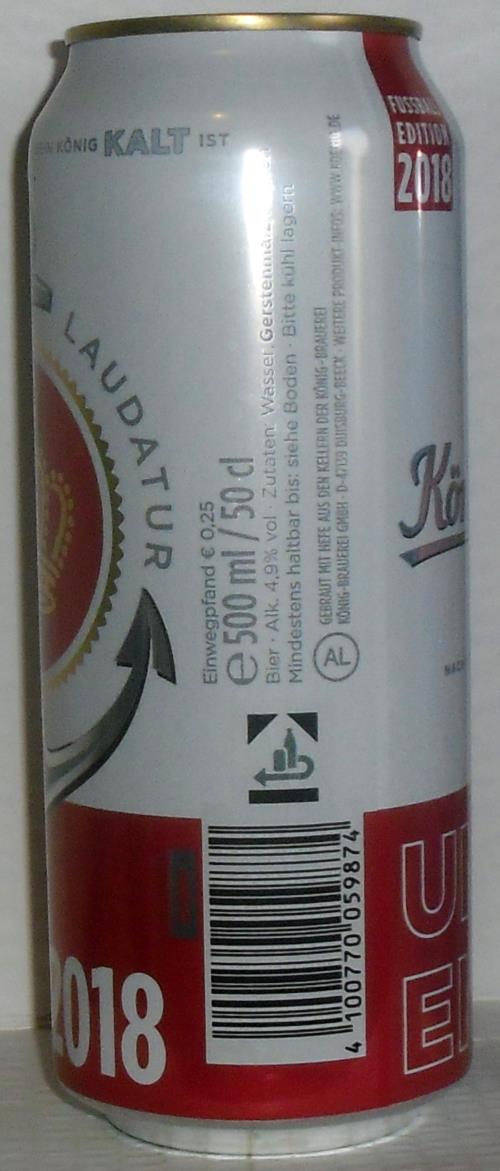 KÖNIG KALT IST
FUSSBALL
EDITION
2018
LAUDATUR
Einwegpfand € 0,25
e 500 ml / 50 cl
Bier · Alk. 4,9% vol · Zutaten: Wasser, Gerstenmalz,
Mindestens haltbar bis: siehe Boden · Bitte kühl lagern
GEBRAUT MIT HEFE AUS DEN KELLERN DER KÖNIG-BRAUEREI
KÖNIG-BRAUEREI GMBH · D-47139 DUISBURG-BEECK · WEITERE PRODUKT-INFOS: WWW.
AL
Kö
NACH
4 100770 059874
2018
U
E